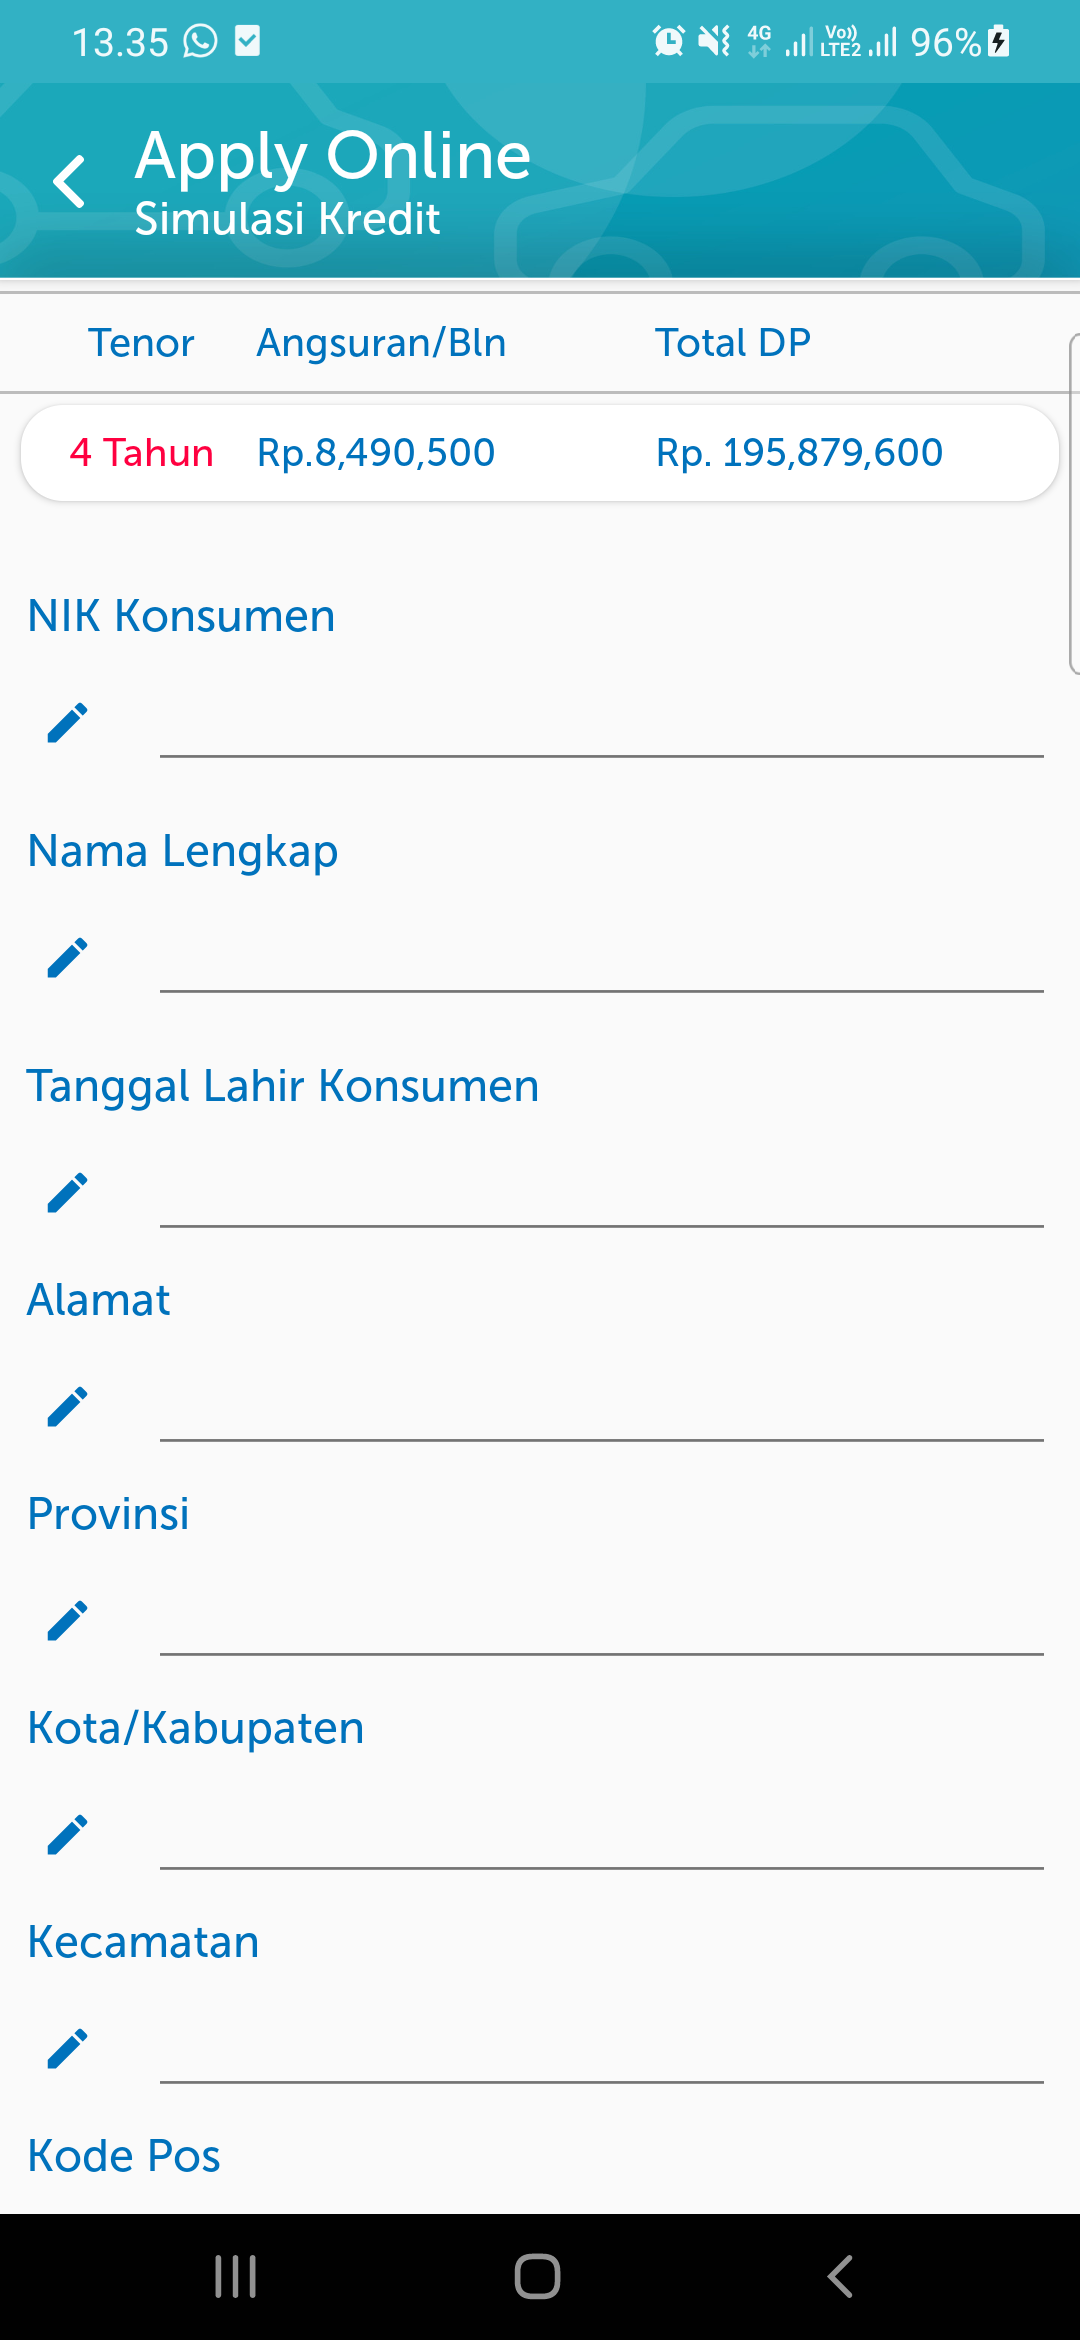 13.35 4G Vo)) LTE2 96%
Apply Online
Simulasi Kredit
Tenor Angsuran/Bln Total DP
4 Tahun Rp.8,490,500 Rp. 195,879,600
NIK Konsumen
Nama Lengkap
Tanggal Lahir Konsumen
Alamat
Provinsi
Kota/Kabupaten
Kecamatan
Kode Pos